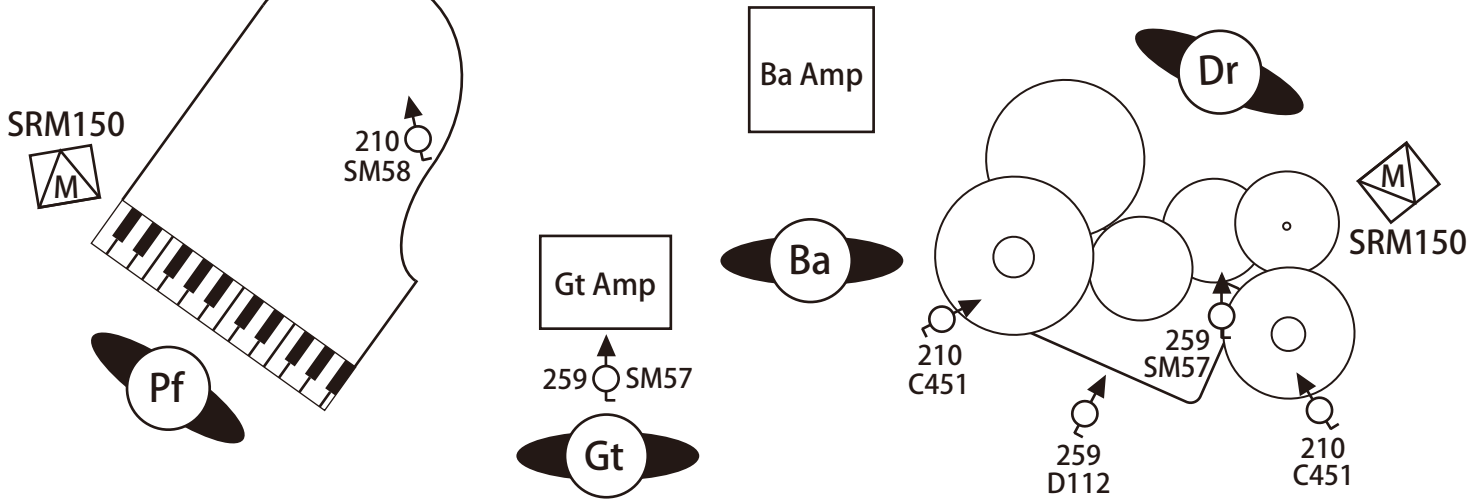 Ba Amp
Dr
SRM150
M
210
SM58
M
SRM150
Gt Amp
Ba
210
C451
259
SM57
259 SM57
Pf
Gt
259
D112
210
C451